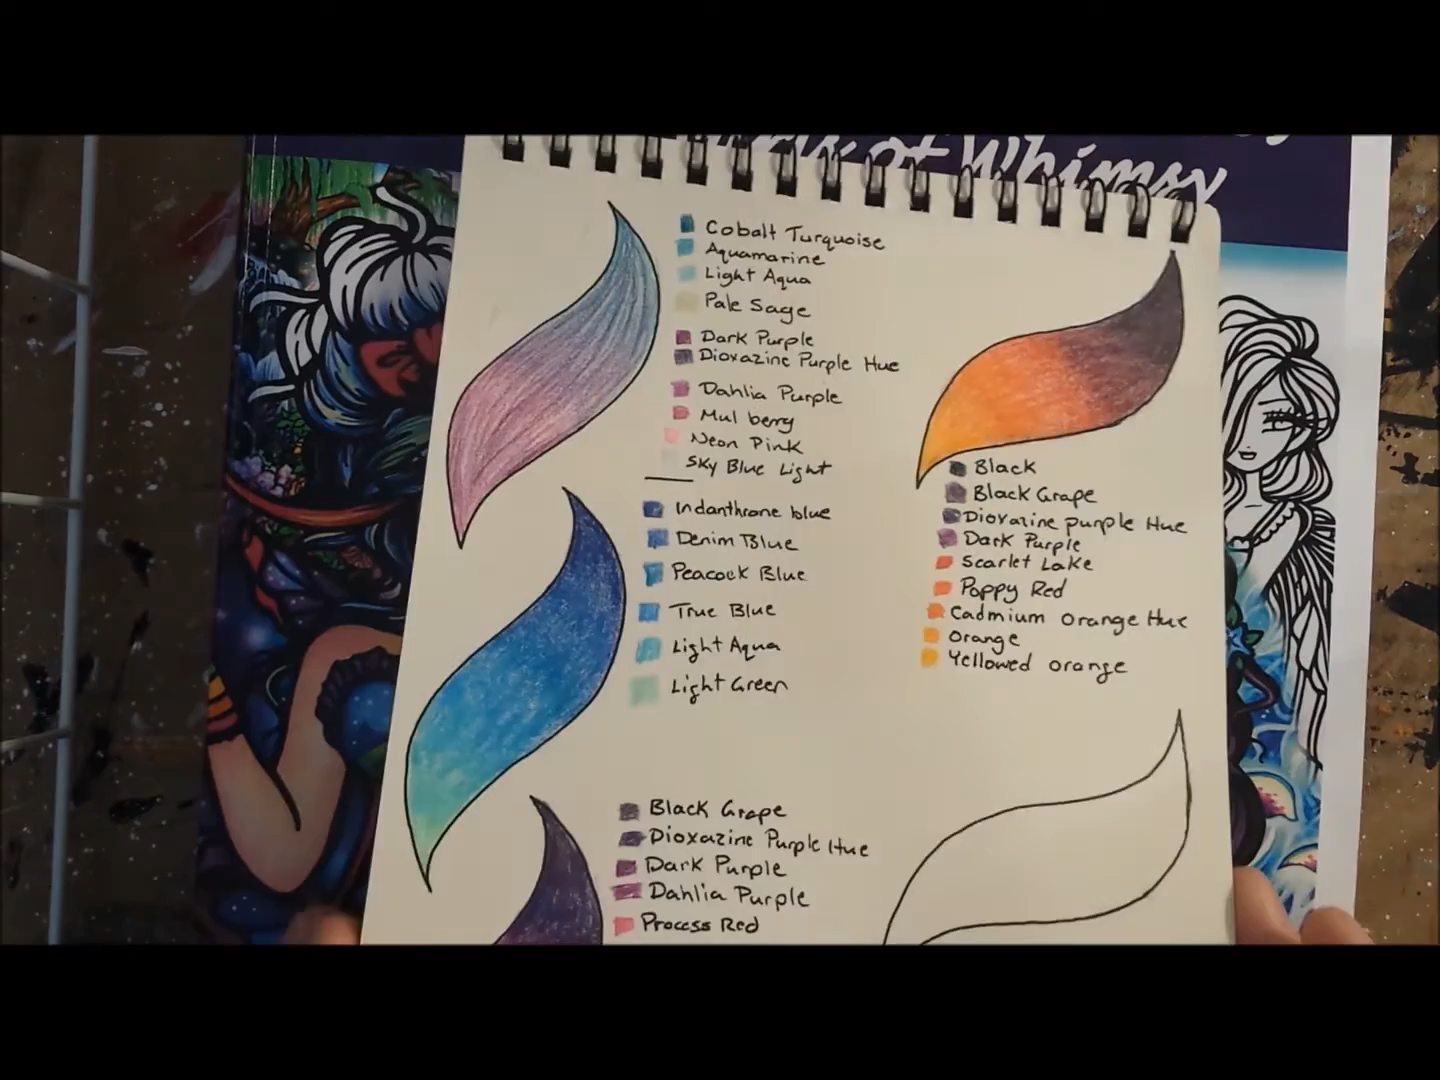 of Whimsy
Cobalt Turquoise
Aquamarine
Light Aqua
Pale Sage
Dark Purple
Dioxazine Purple Hue
Dahlia Purple
Mulberry
Neon Pink
Sky Blue Light
Indanthrone blue
Denim Blue
Peacock Blue
True Blue
Light Aqua
Light Green
Black Grape
Dioxazine Purple Hue
Dark Purple
Dahlia Purple
Process Red
Black
Black Grape
Dioxazine purple Hue
Dark Purple
Scarlet Lake
Poppy Red
Cadmium orange Hue
orange
Yellowed orange